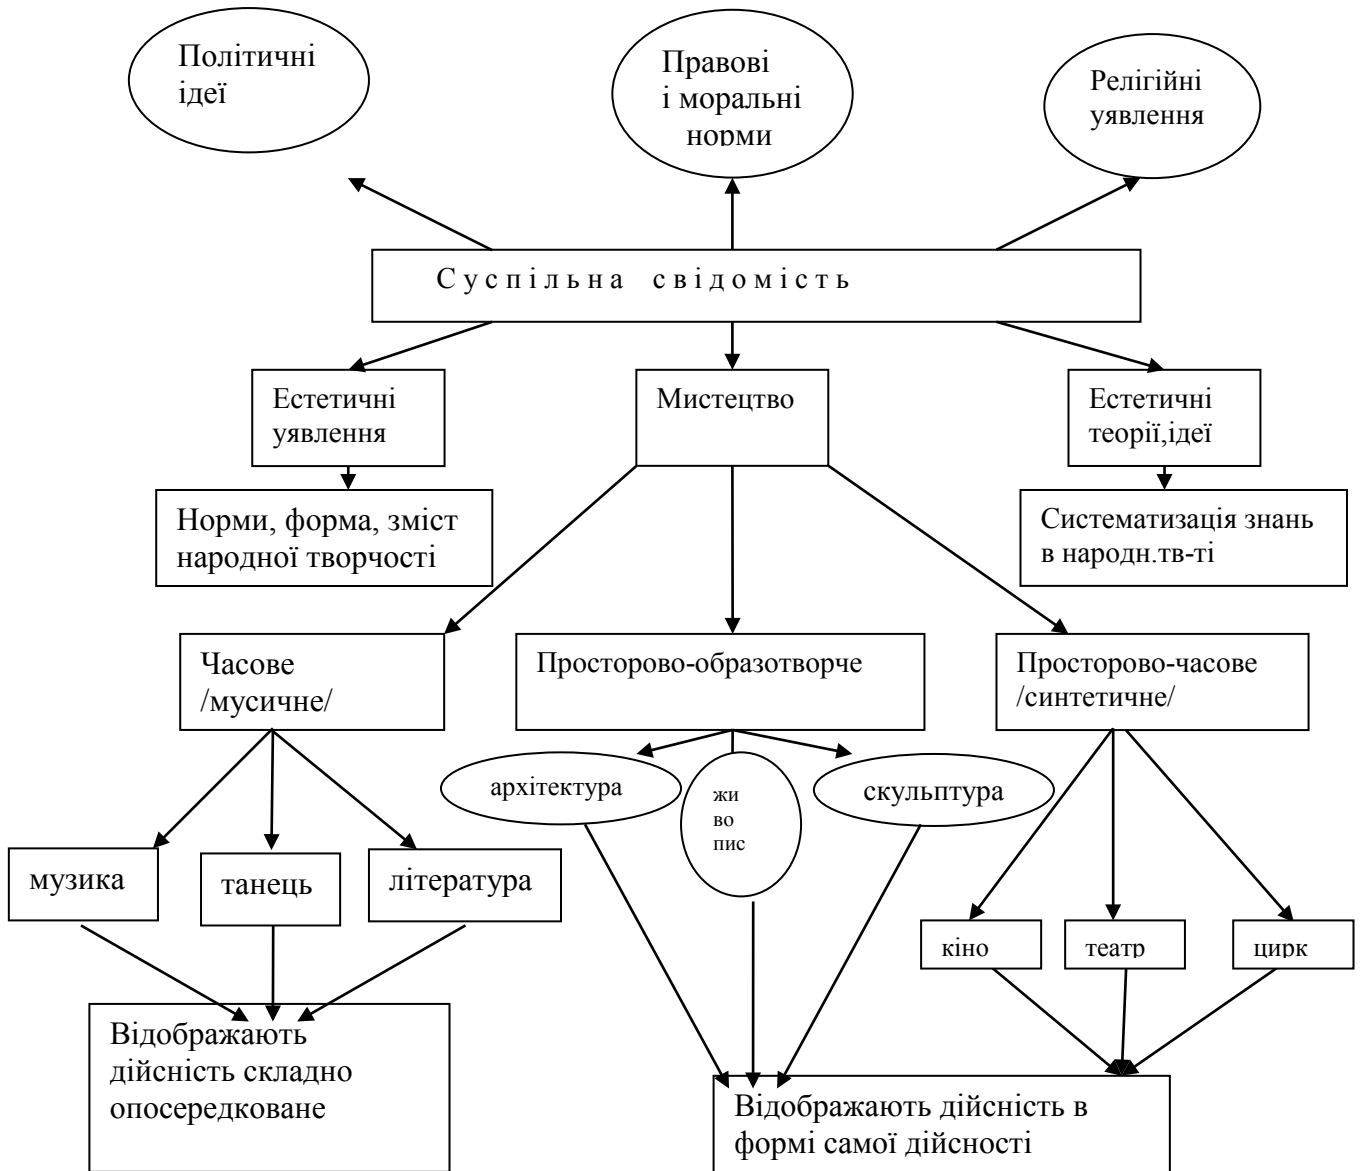 Політичні
ідеї
Правові
і моральні
норми
Релігійні
уявлення
Суспільна свідомість
Естетичні
уявлення
Мистецтво
Естетичні
теорії,ідеї
Норми, форма, зміст
народної творчості
Систематизація знань
в народн.тв-ті
Часове
/мусичне/
Просторово-образотворче
Просторово-часове
/синтетичне/
архітектура
жи
во
пис
скульптура
музика
танець
література
кіно
театр
цирк
Відображають
дійсність складно
опосередковане
Відображають дійсність в
формі самої дійсності